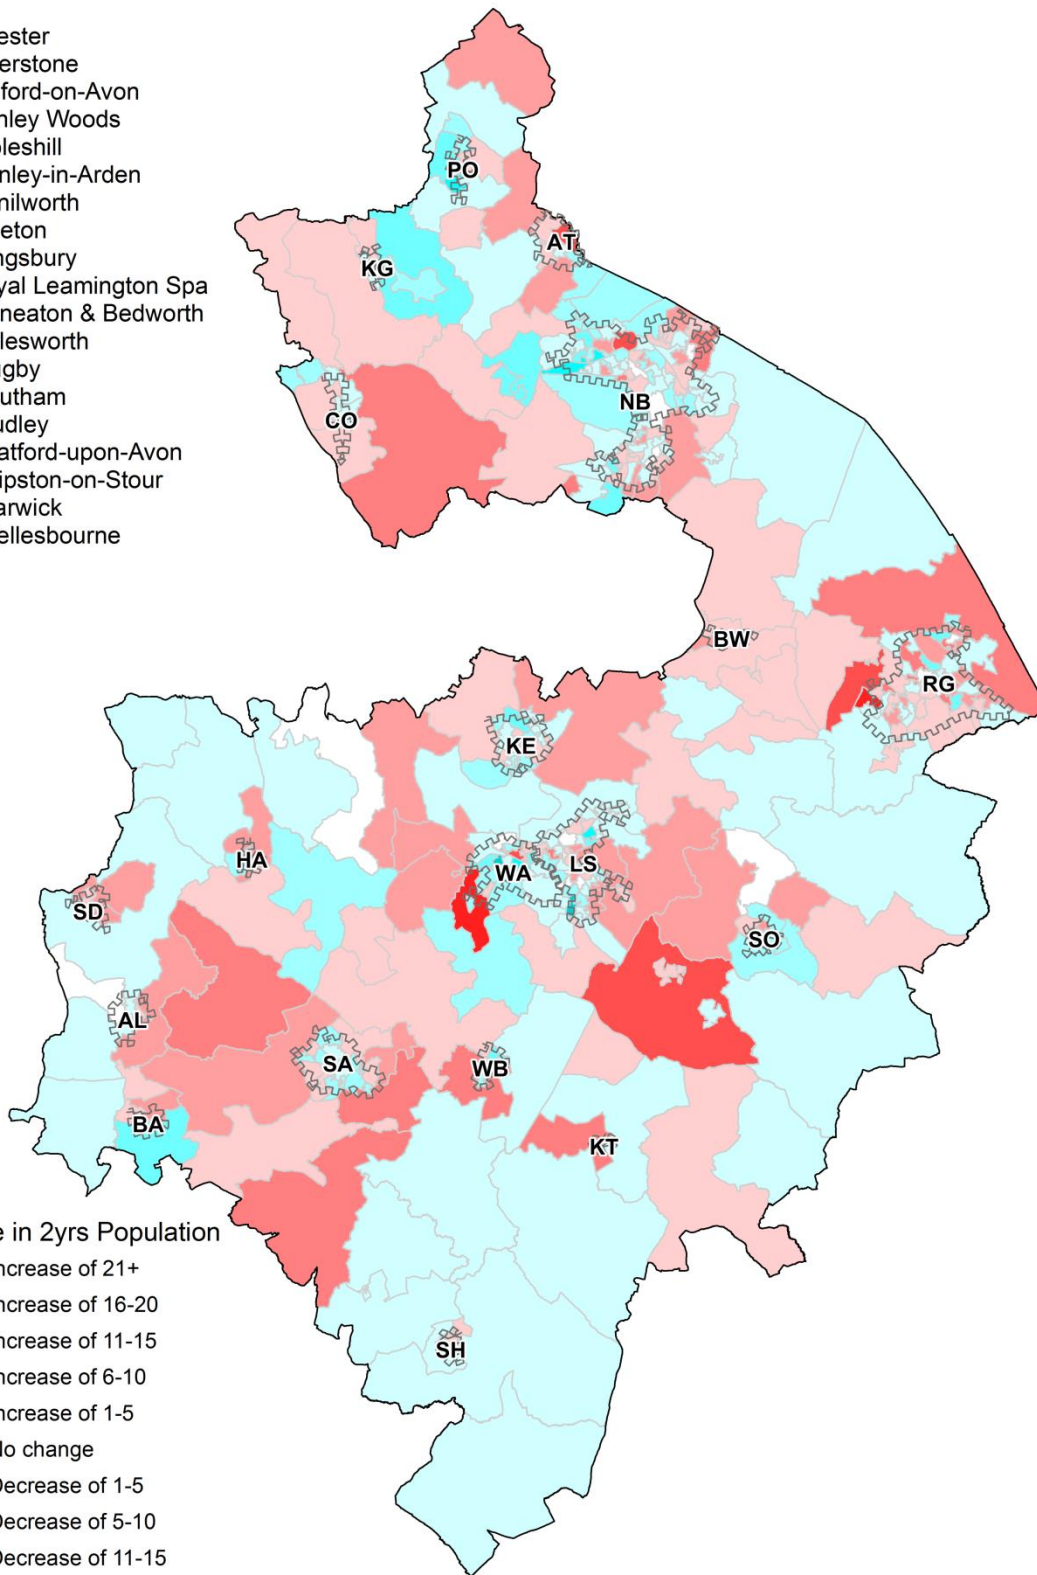 ester
erstone
ford-on-Avon
nley Woods
leshill
nley-in-Arden
nilworth
eton
ngsbury
yal Leamington Spa
neaton & Bedworth
lesworth
gby
utham
udley
atford-upon-Avon
ipston-on-Stour
arwick
ellesbourne
PO
AT
KG
CO
NB
BW
RG
KE
HA
WA
LS
SD
SO
AL
SA
WB
BA
KT
SH
e in 2yrs Population
ncrease of 21+
ncrease of 16-20
ncrease of 11-15
ncrease of 6-10
ncrease of 1-5
No change
Decrease of 1-5
Decrease of 5-10
Decrease of 11-15